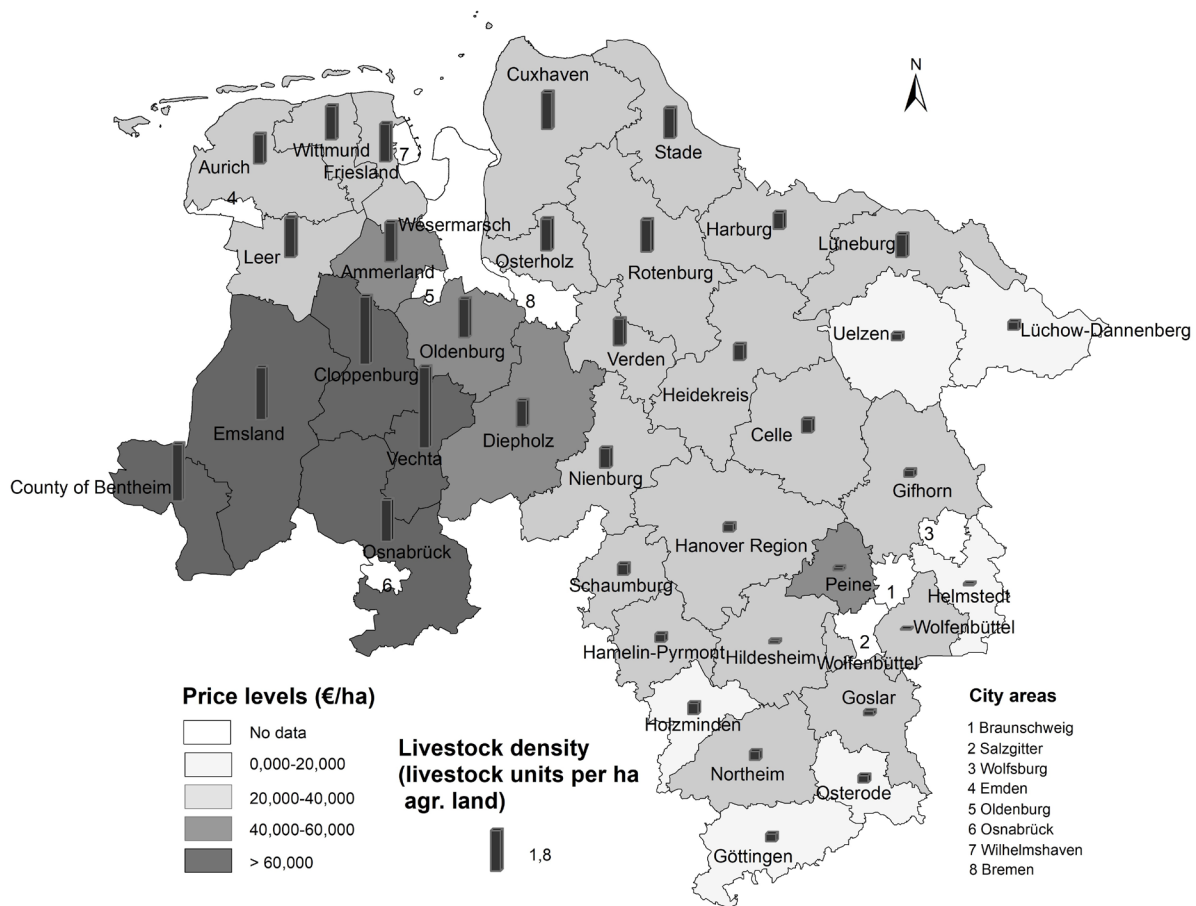 N
Cuxhaven
Stade
Wittmund
Aurich
Friesland
7
4
Wesermarsch
Harburg
Lüneburg
Leer
Ammerland
Osterholz
Rotenburg
5
8
Uelzen
Lüchow-Dannenberg
Oldenburg
Verden
Cloppenburg
Heidekreis
Emsland
Diepholz
Celle
Vechta
Nienburg
County of Bentheim
Gifhorn
Osnabrück
Hanover Region
3
6
Schaumburg
Peine
1
Helmstedt
Wolfenbüttel
2
Hamelin-Pyrmont
Hildesheim
Wolfenbüttel
Goslar
Holzminden
Northeim
Osterode
Göttingen
Price levels (€/ha)
No data
0,000-20,000
20,000-40,000
40,000-60,000
> 60,000
Livestock density
(livestock units per ha
agr. land)
1,8
City areas
1 Braunschweig
2 Salzgitter
3 Wolfsburg
4 Emden
5 Oldenburg
6 Osnabrück
7 Wilhelmshaven
8 Bremen